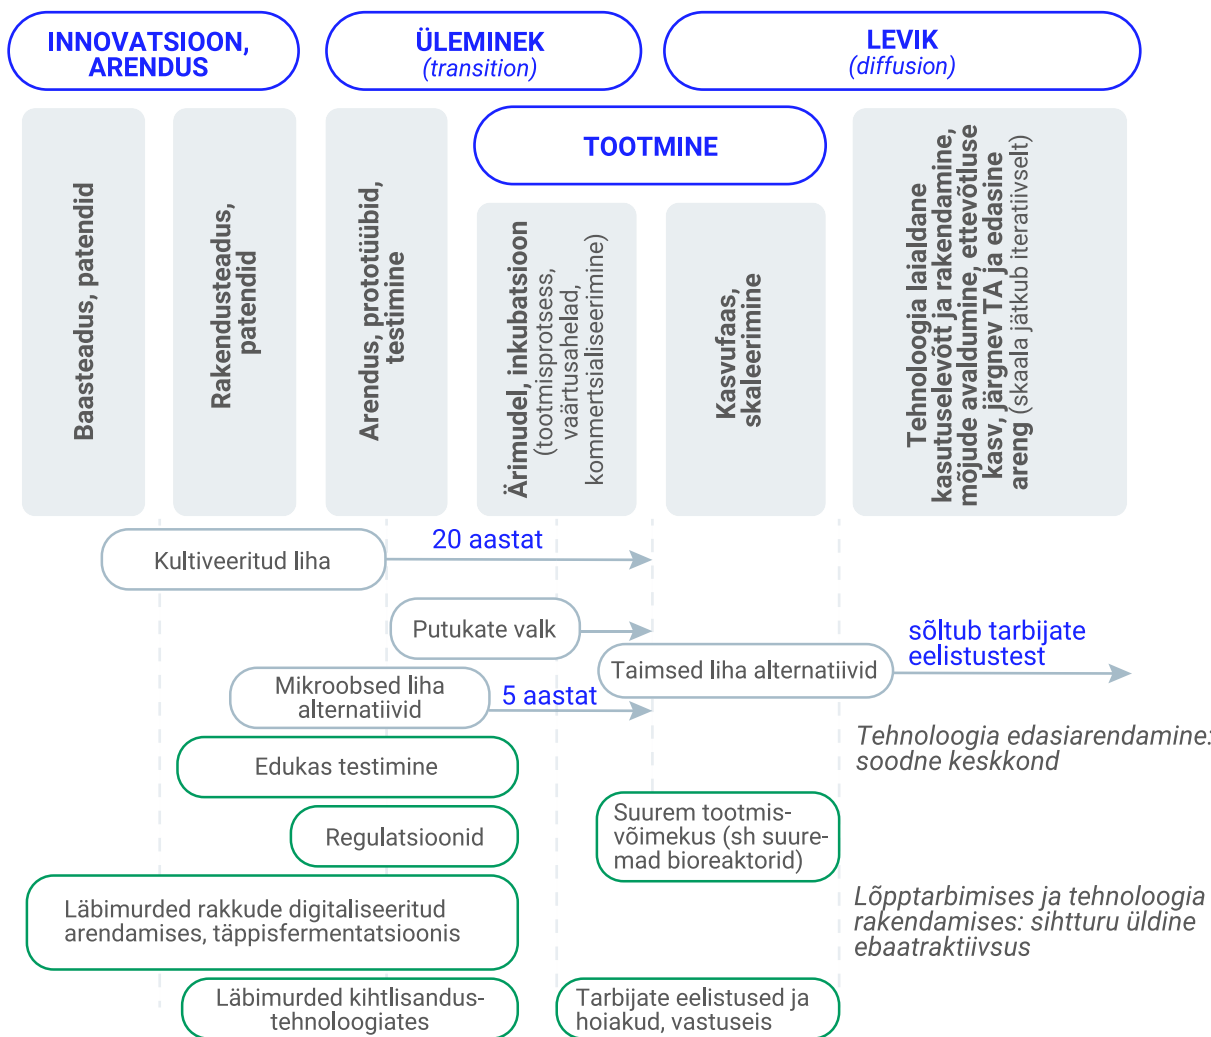 INNOVATSIOON,
ARENDUS
ÜLEMINEK
(transition)
LEVIK
(diffusion)
TOOTMINE
Baasteadus, patendid
Rakendusteadus,
patendid
Arendus, prototüübid,
testimine
Ärimudel, inkubatsioon
(tootmisprotsess,
väärtusahelad,
kommertsialiseerimine)
Kasvufaas,
skaleerimine
Tehnoloogia laialdane
kasutuselevõtt ja rakendamine,
mõjude avaldumine, ettevõtluse
kasv, järgnev TA ja edasine
areng (skaala jätkub iteratiivselt)
Kultiveeritud liha
20 aastat
Putukate valk
Taimsed liha alternatiivid
sõltub tarbijate
eelistustest
Mikroobsed liha
alternatiivid
5 aastat
Edukas testimine
Tehnoloogia edasiarendamine:
soodne keskkond
Regulatsioonid
Suurem tootmis-
võimekus (sh suure-
mad bioreaktorid)
Läbimurded rakkude digitaliseeritud
arendamises, täppisfermentatsioonis
Lõpptarbimises ja tehnoloogia
rakendamises: sihtturu üldine
ebaatraktiivsus
Läbimurded kihtlisandus-
tehnoloogiates
Tarbijate eelistused ja
hoiakud, vastuseis